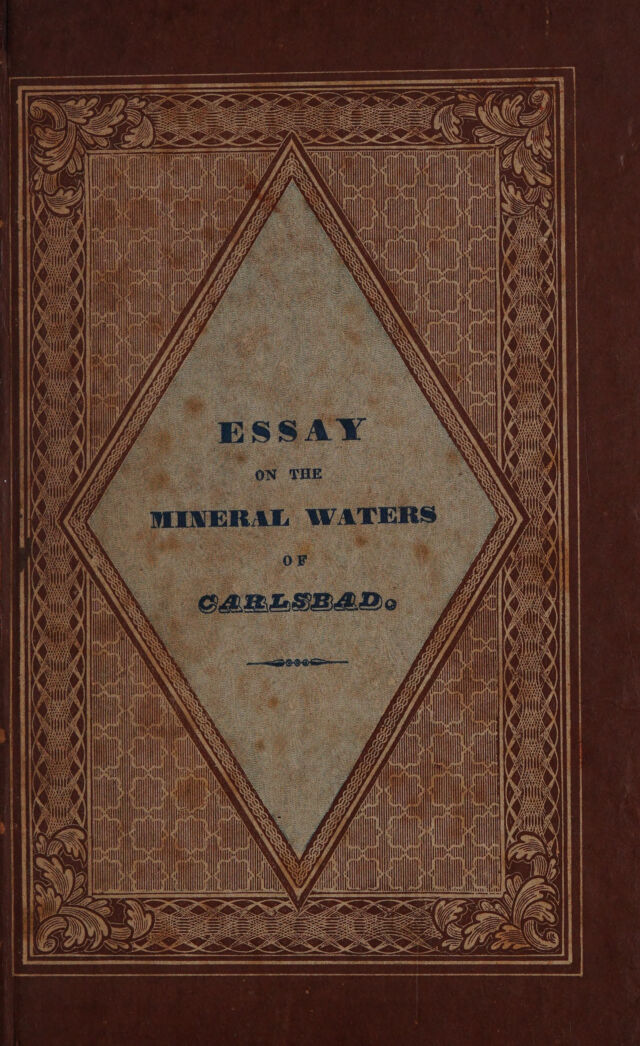 ESSAY
ON THE
MINERAL WATERS
OF
CARLSBAD.